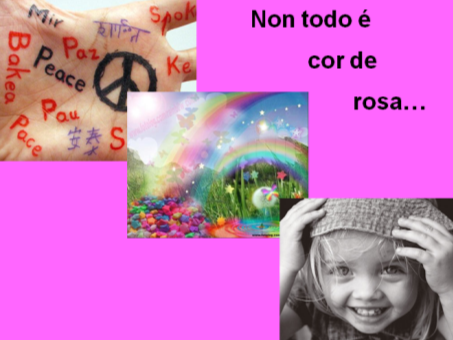 Non todo é
cor de
rosa...
Mir
Spok
Bakea
Paz
शान्ति
Peace
Ke
Pau
Pace
S